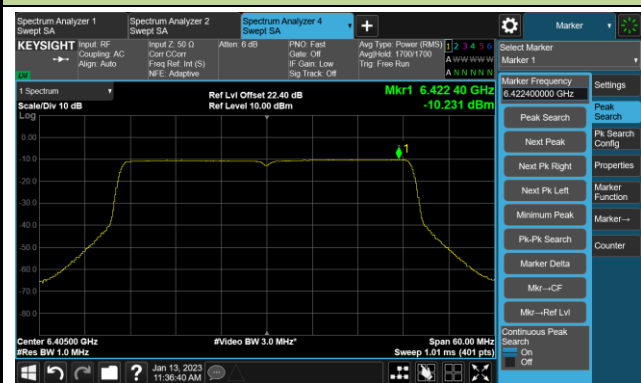 Spectrum Analyzer 1
Swept SA
Spectrum Analyzer 2
Swept SA
Spectrum Analyzer 4
Swept SA
Marker
KEYSIGHT
Input: RF
Coupling: AC
Align: Auto
Input Z: 50 Ω
Corr CCorr
Freq Ref: Int (S)
NFE: Adaptive
Atten: 6 dB
PNO: Fast
Gate: Off
IF Gain: Low
Sig Track: Off
Avg Type: Power (RMS)
Avg|Hold: 1700/1700
Trig: Free Run
1 2 3 4 5 6
A W W W W W
A N N N N N
Select Marker
Marker 1
1 Spectrum
Scale/Div 10 dB
Log
Ref Lvl Offset 22.40 dB
Ref Level 10.00 dBm
Mkr1 6.422 40 GHz
-10.231 dBm
0.00
-10.0
-20.0
-30.0
-40.0
-50.0
-60.0
-70.0
-80.0
1
Center 6.40500 GHz
#Res BW 1.0 MHz
#Video BW 3.0 MHz*
Span 60.00 MHz
Sweep 1.01 ms (401 pts)
Marker Frequency
6.422400000 GHz
Peak Search
Next Peak
Next Pk Right
Next Pk Left
Minimum Peak
Pk-Pk Search
Marker Delta
Mkr→CF
Mkr→Ref Lvl
Continuous Peak
Search
On
Off
Settings
Peak
Search
Pk Search
Config
Properties
Marker
Function
Marker→
Counter
Jan 13, 2023
11:36:40 AM